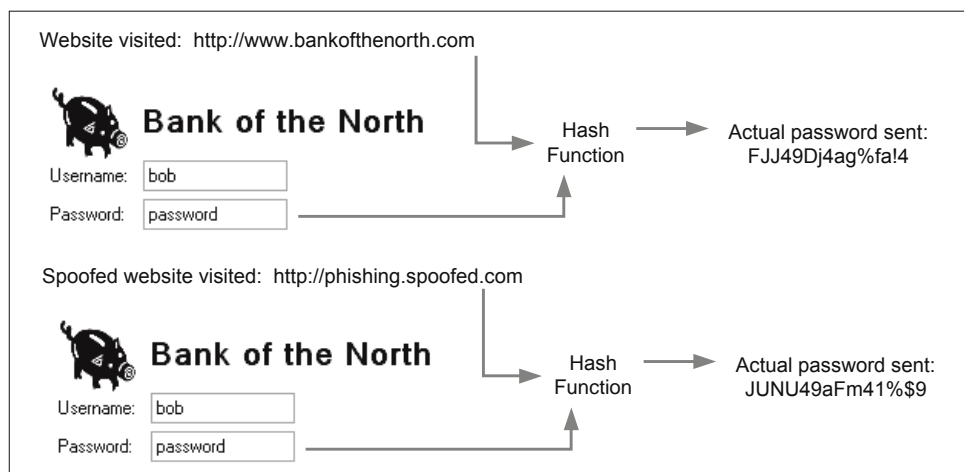 Website visited: http://www.bankofthenorth.com
Bank of the North
Username: bob
Password: password
Hash
Function
Actual password sent:
FJJ49Dj4ag%fa!4
Spoofed website visited: http://phishing.spoofed.com
Bank of the North
Username: bob
Password: password
Hash
Function
Actual password sent:
JUNU49aFm41%$9